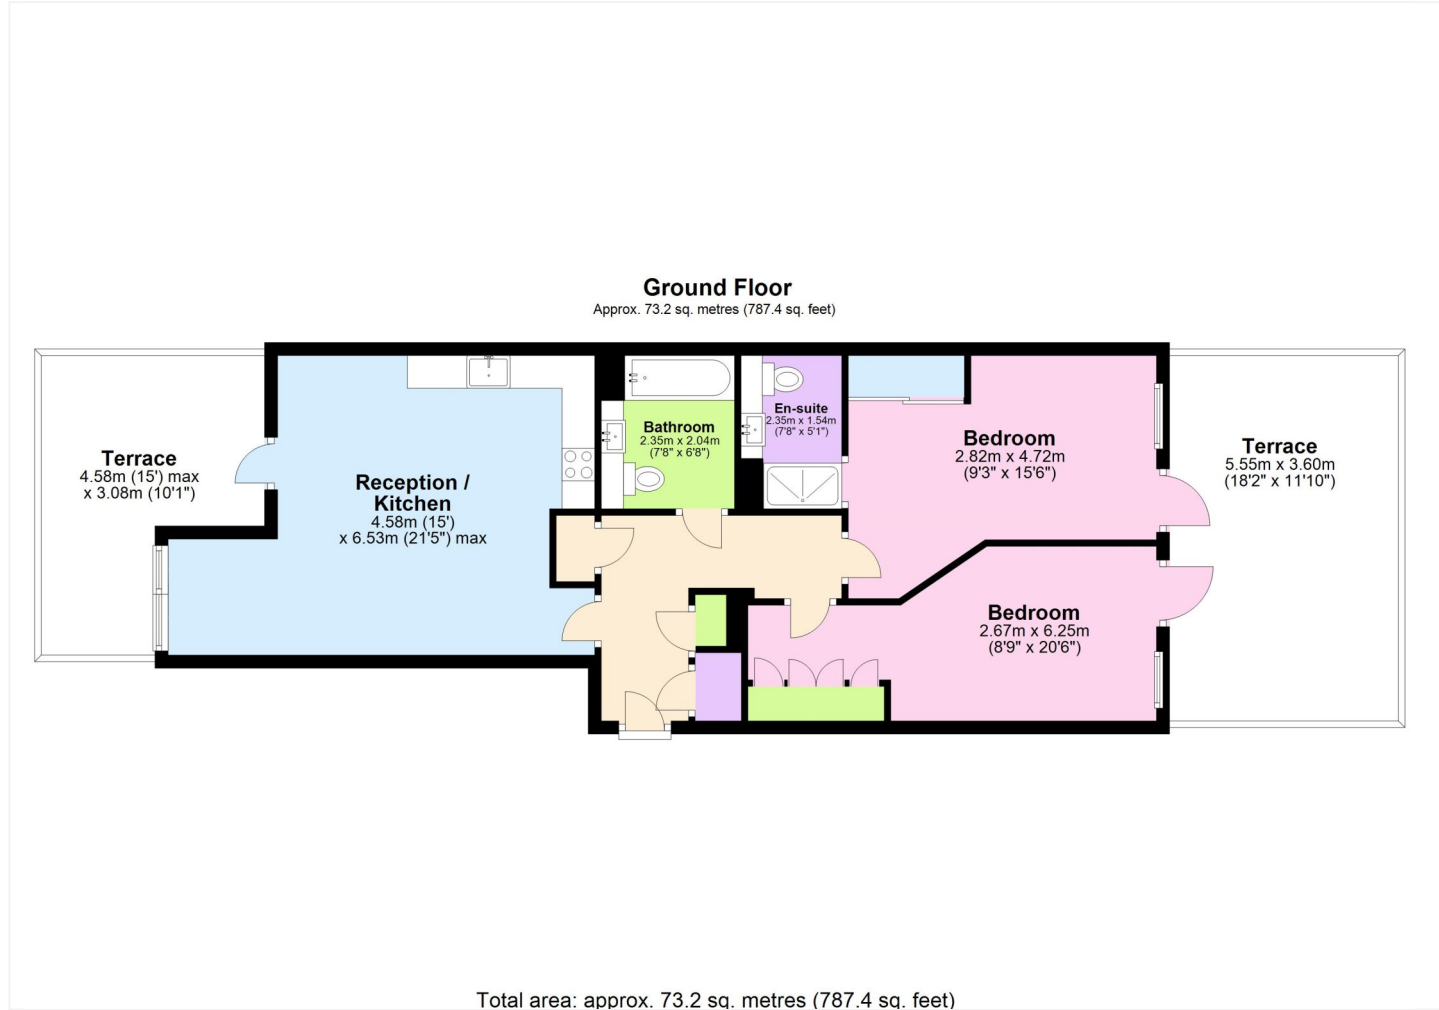 Ground Floor
Approx. 73.2 sq. metres (787.4 sq. feet)
Terrace
4.58m (15') max
x 3.08m (10'1")
Reception /
Kitchen
4.58m (15')
x 6.53m (21'5") max
Bathroom
2.35m x 2.04m
(7'8" x 6'8")
En-suite
2.35m x 1.54m
(7'8" x 5'1")
Bedroom
2.82m x 4.72m
(9'3" x 15'6")
Terrace
5.55m x 3.60m
(18'2" x 11'10")
Bedroom
2.67m x 6.25m
(8'9" x 20'6")
Total area: approx. 73.2 sq. metres (787.4 sq. feet)